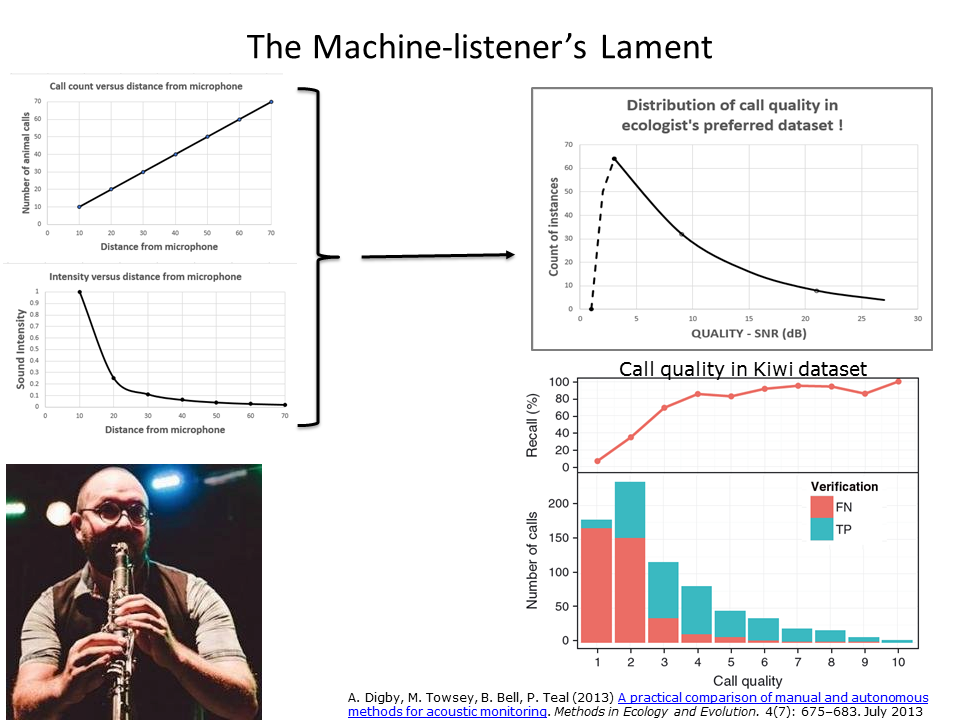 The Machine-listener’s Lament
Call count versus distance from microphone
Number of animal calls
70
60
50
40
30
20
10
0
0 10 20 30 40 50 60 70
Distance from microphone
Intensity versus distance from microphone
Sound Intensity
1
0.9
0.8
0.7
0.6
0.5
0.4
0.3
0.2
0.1
0
0 10 20 30 40 50 60 70
Distance from microphone
Distribution of call quality in
ecologist's preferred dataset !
Count of instances
70
60
50
40
30
20
10
0
0 5 10 15 20 25 30
QUALITY - SNR (dB)
Call quality in Kiwi dataset
Recall (%)
100
80
60
40
20
0
Number of calls
200
150
100
50
0
Verification
FN
TP
1 2 3 4 5 6 7 8 9 10
Call quality
A. Digby, M. Towsey, B. Bell, P. Teal (2013) A practical comparison of manual and autonomous
methods for acoustic monitoring. Methods in Ecology and Evolution. 4(7): 675–683. July 2013